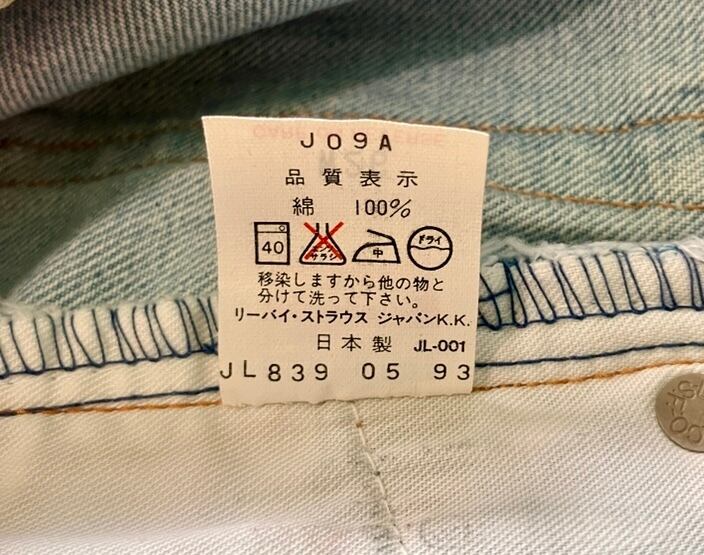 J09A
品質表示
綿 100%
40 エンソサラシ 中 ドライ
移染しますから他の物と
分けて洗って下さい。
リーバイ・ストラウス ジャパンK.K.
日本製 JL-001
JL839 05 93